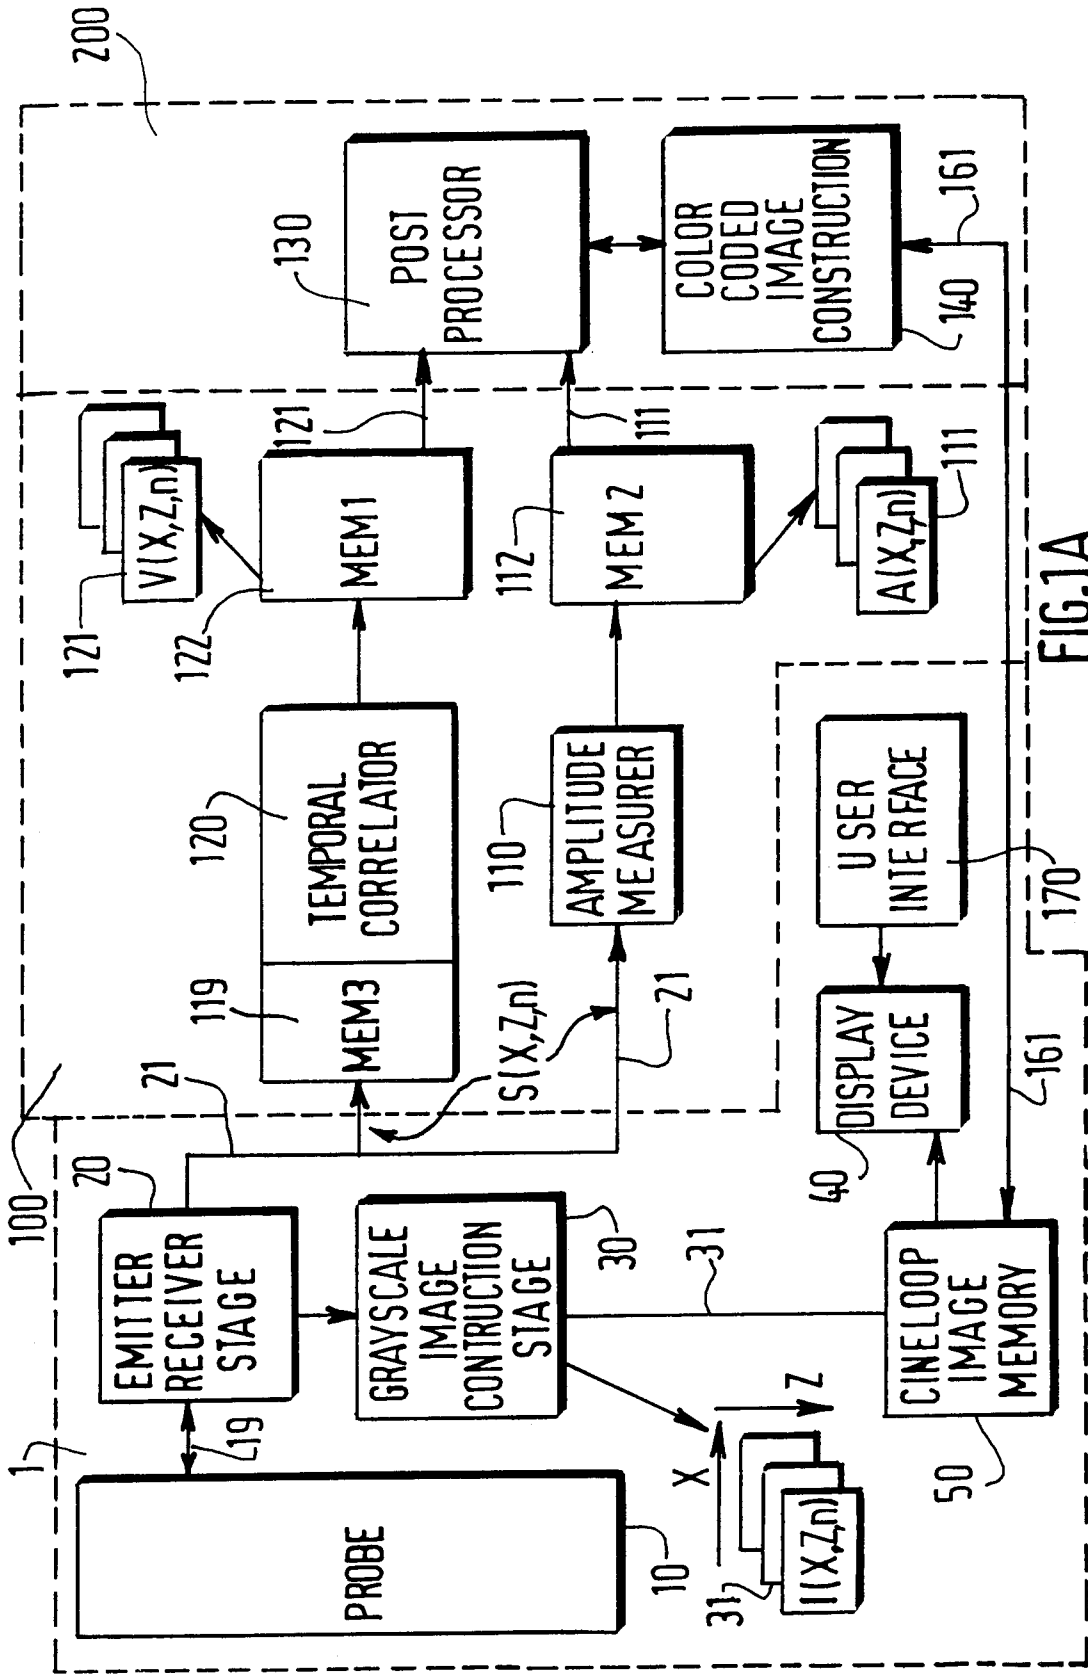 200
100
1
121
V(X,Z,n)
122
MEM1
121
130
POST
PROCESSOR
120
TEMPORAL
CORRELATOR
119
MEM3
21
20
EMITTER
RECEIVER
STAGE
19
PROBE
10
GRAYSCALE
IMAGE
CONTRUCTION
STAGE
30
S(X,Z,n)
21
110
AMPLITUDE
MEASURER
112
MEM2
111
COLOR
CODED
IMAGE
CONSTRUCTION
140
161
A(X,Z,n)
111
31
X
Z
31
I(X,Z,n)
CINELOOP
IMAGE
MEMORY
50
40
DISPLAY
DEVICE
USER
INTERFACE
170
161
FIG.1A